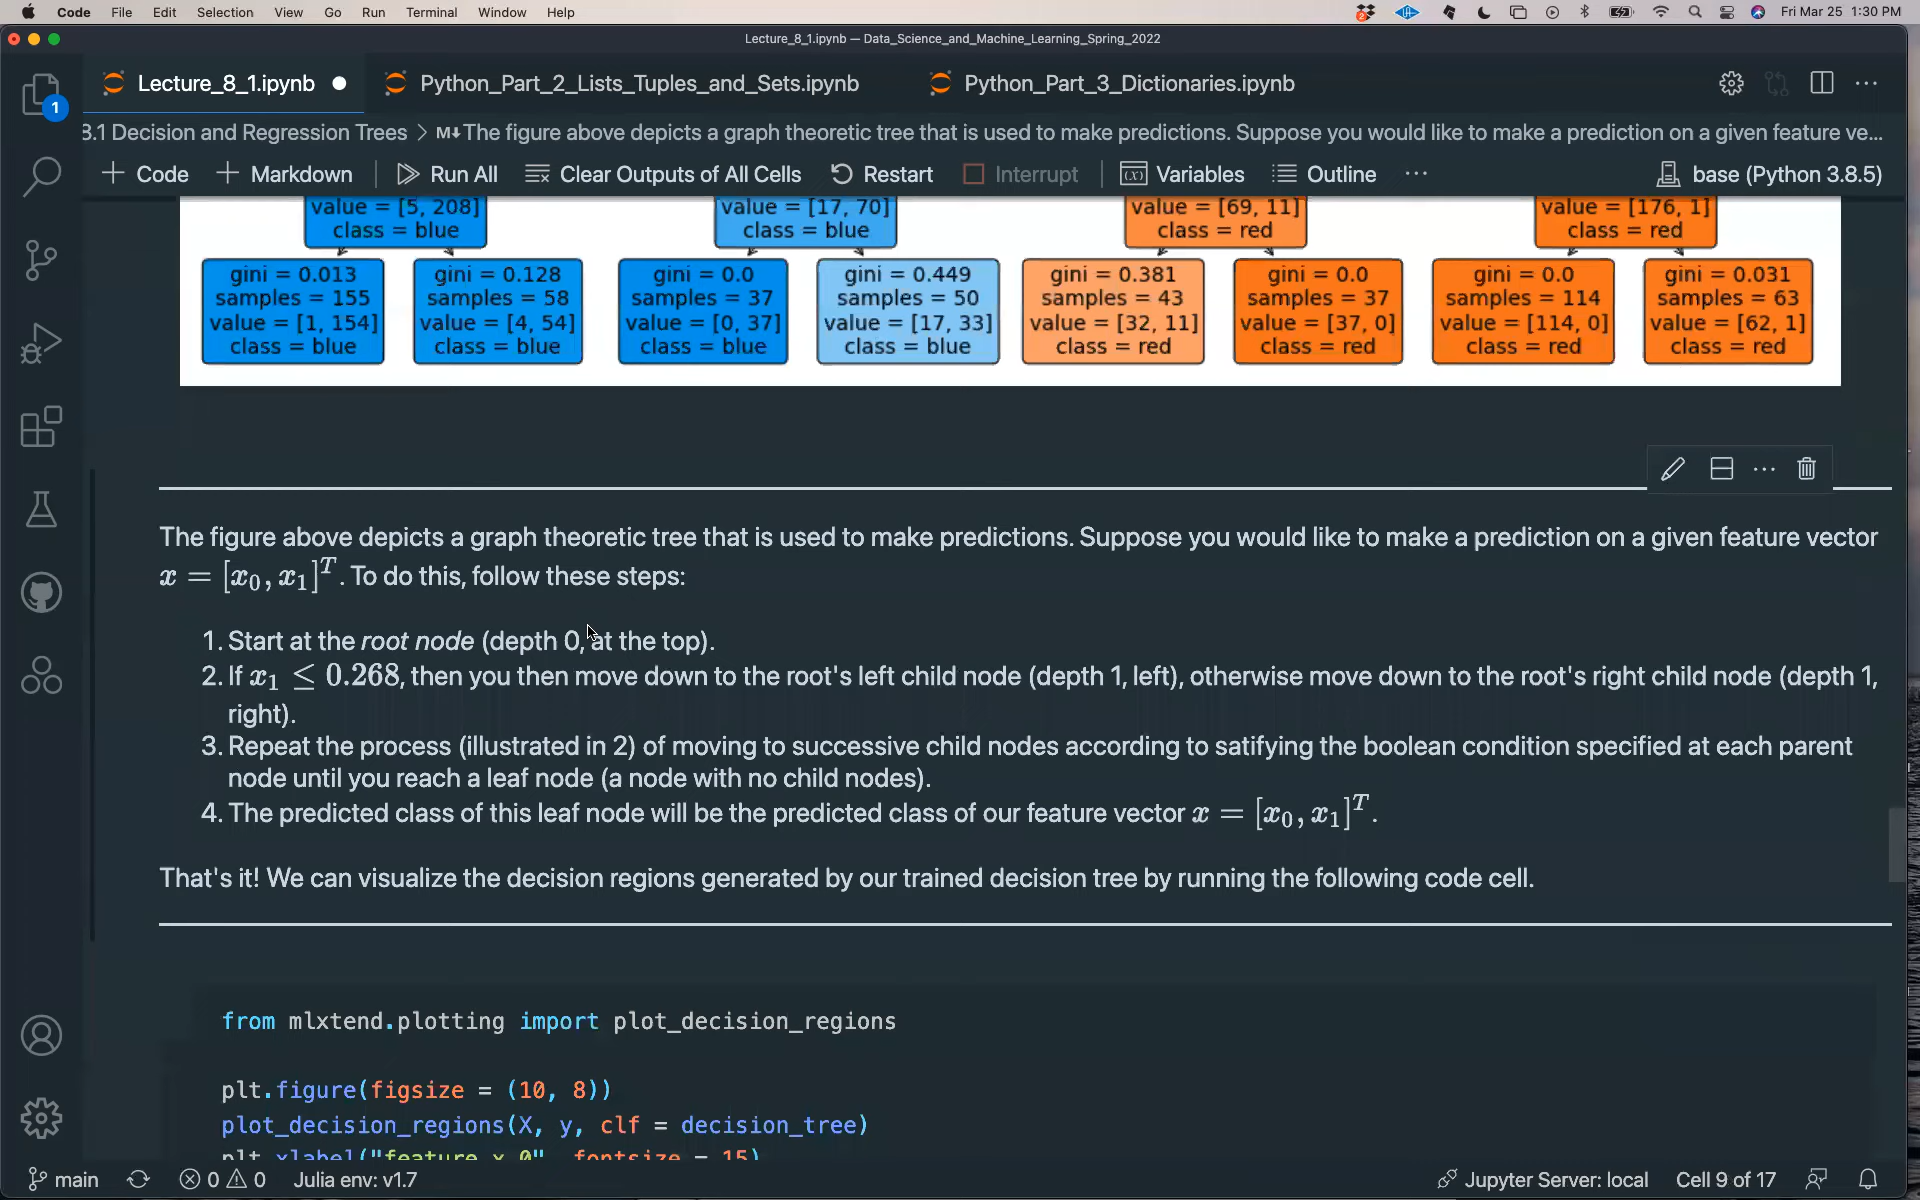 Code File Edit Selection View Go Run Terminal Window Help
2
Fri Mar 25 1:30 PM
Lecture_8_1.ipynb — Data_Science_and_Machine_Learning_Spring_2022
Lecture_8_1.ipynb Python_Part_2_Lists_Tuples_and_Sets.ipynb Python_Part_3_Dictionaries.ipynb
1
8.1 Decision and Regression Trees > M↓ The figure above depicts a graph theoretic tree that is used to make predictions. Suppose you would like to make a prediction on a given feature ve...
+ Code + Markdown Run All Clear Outputs of All Cells Restart Interrupt Variables Outline ... base (Python 3.8.5)
value = [5, 208] value = [17, 70] value = [69, 11] value = [176, 1]
class = blue class = blue class = red class = red
gini = 0.013 gini = 0.128 gini = 0.0 gini = 0.449 gini = 0.381 gini = 0.0 gini = 0.0 gini = 0.031
samples = 155 samples = 58 samples = 37 samples = 50 samples = 43 samples = 37 samples = 114 samples = 63
value = [1, 154] value = [4, 54] value = [0, 37] value = [17, 33] value = [32, 11] value = [37, 0] value = [114, 0] value = [62, 1]
class = blue class = blue class = blue class = blue class = red class = red class = red class = red
The figure above depicts a graph theoretic tree that is used to make predictions. Suppose you would like to make a prediction on a given feature vector
x = [x₀, x₁]ᵀ. To do this, follow these steps:
1. Start at the root node (depth 0, at the top).
2. If x₁ ≤ 0.268, then you then move down to the root's left child node (depth 1, left), otherwise move down to the root's right child node (depth 1,
right).
3. Repeat the process (illustrated in 2) of moving to successive child nodes according to satifying the boolean condition specified at each parent
node until you reach a leaf node (a node with no child nodes).
4. The predicted class of this leaf node will be the predicted class of our feature vector x = [x₀, x₁]ᵀ.
That's it! We can visualize the decision regions generated by our trained decision tree by running the following code cell.
from mlxtend.plotting import plot_decision_regions
plt.figure(figsize = (10, 8))
plot_decision_regions(X, y, clf = decision_tree)
plt.xlabel("feature x_0", fontsize = 15)
main 0 0 Julia env: v1.7 Jupyter Server: local Cell 9 of 17